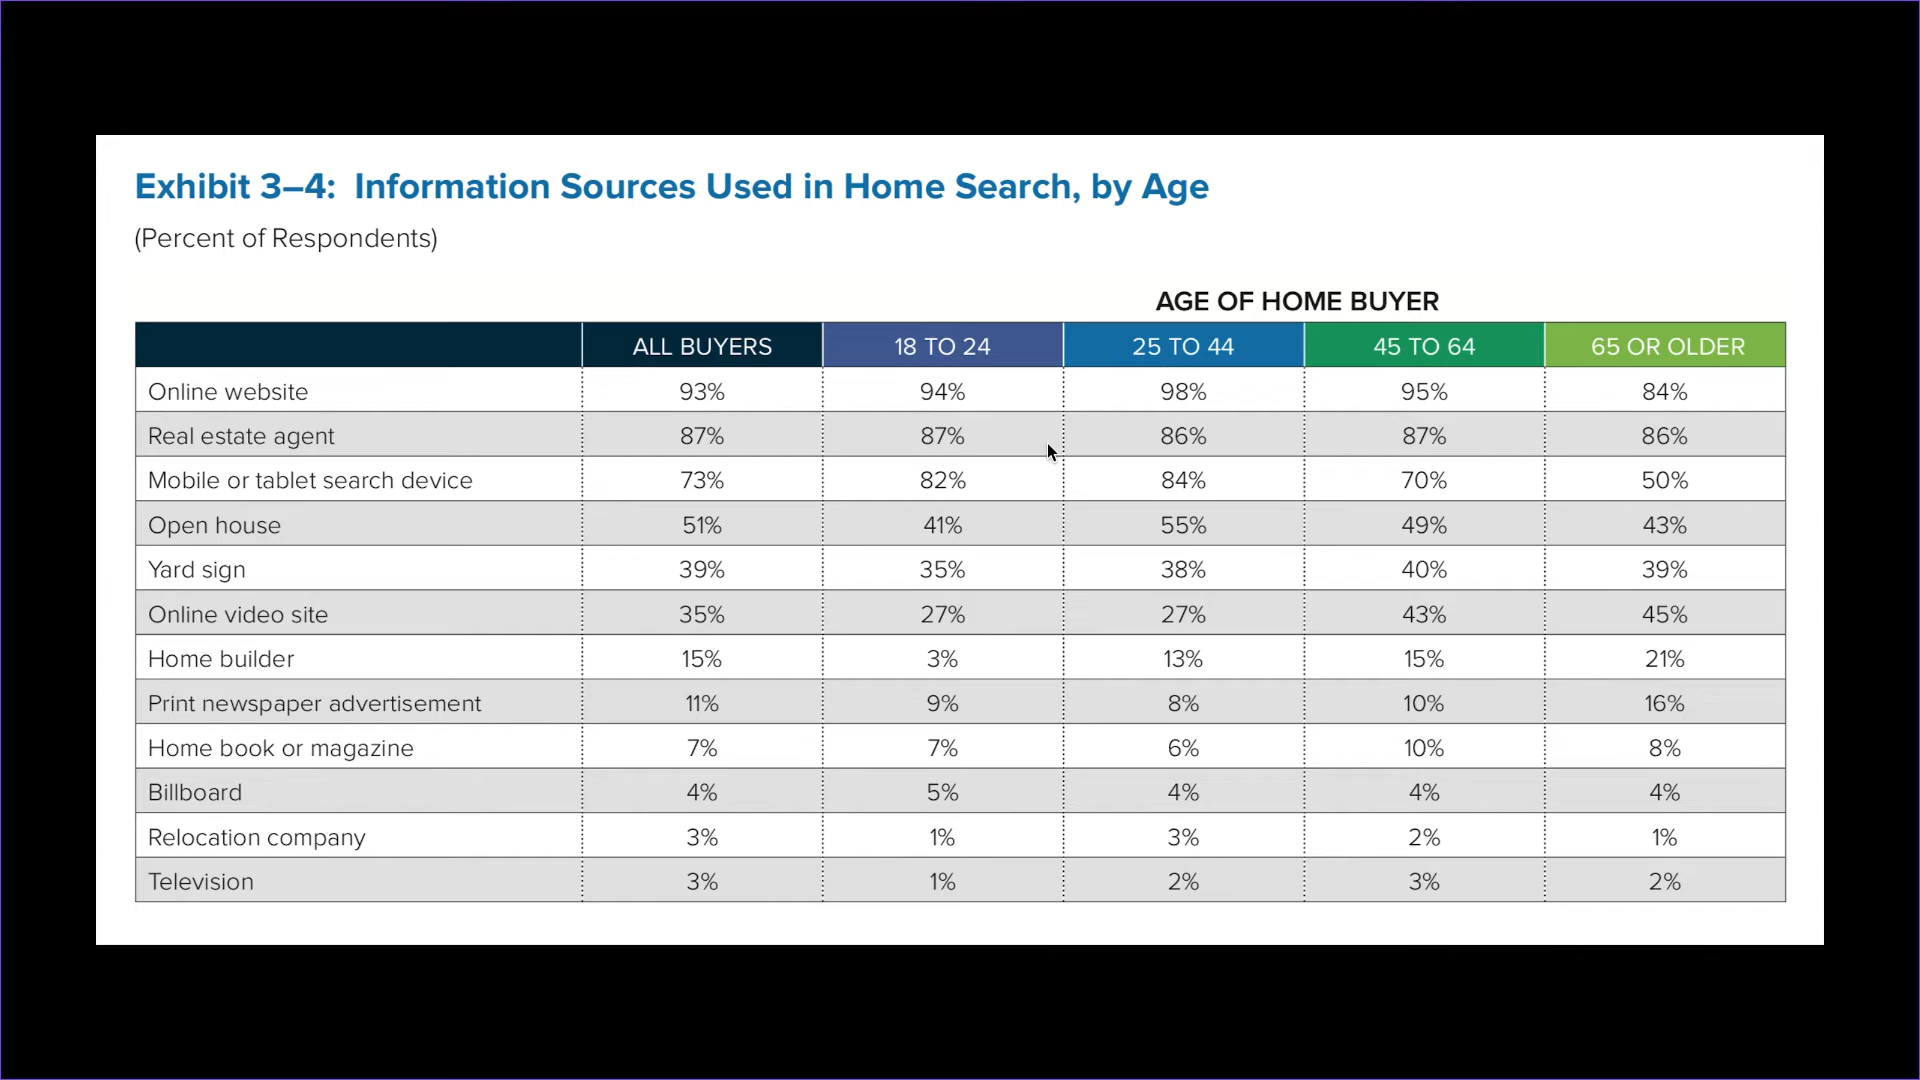 Exhibit 3–4: Information Sources Used in Home Search, by Age
(Percent of Respondents)
AGE OF HOME BUYER
ALL BUYERS 18 TO 24 25 TO 44 45 TO 64 65 OR OLDER
Online website 93% 94% 98% 95% 84%
Real estate agent 87% 87% 86% 87% 86%
Mobile or tablet search device 73% 82% 84% 70% 50%
Open house 51% 41% 55% 49% 43%
Yard sign 39% 35% 38% 40% 39%
Online video site 35% 27% 27% 43% 45%
Home builder 15% 3% 13% 15% 21%
Print newspaper advertisement 11% 9% 8% 10% 16%
Home book or magazine 7% 7% 6% 10% 8%
Billboard 4% 5% 4% 4% 4%
Relocation company 3% 1% 3% 2% 1%
Television 3% 1% 2% 3% 2%